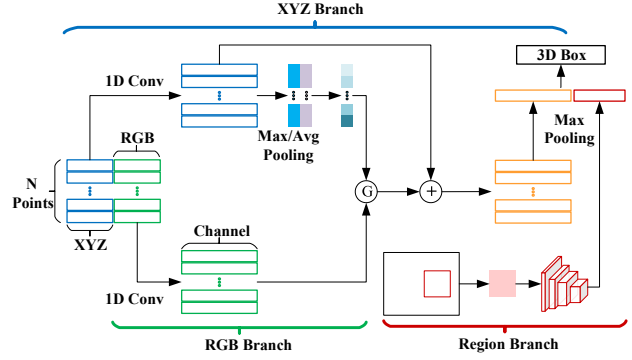 XYZ Branch
3D Box
1D Conv
RGB
Max/Avg
Pooling
Max
Pooling
N
Points
G
+
XYZ
Channel
1D Conv
RGB Branch
Region Branch